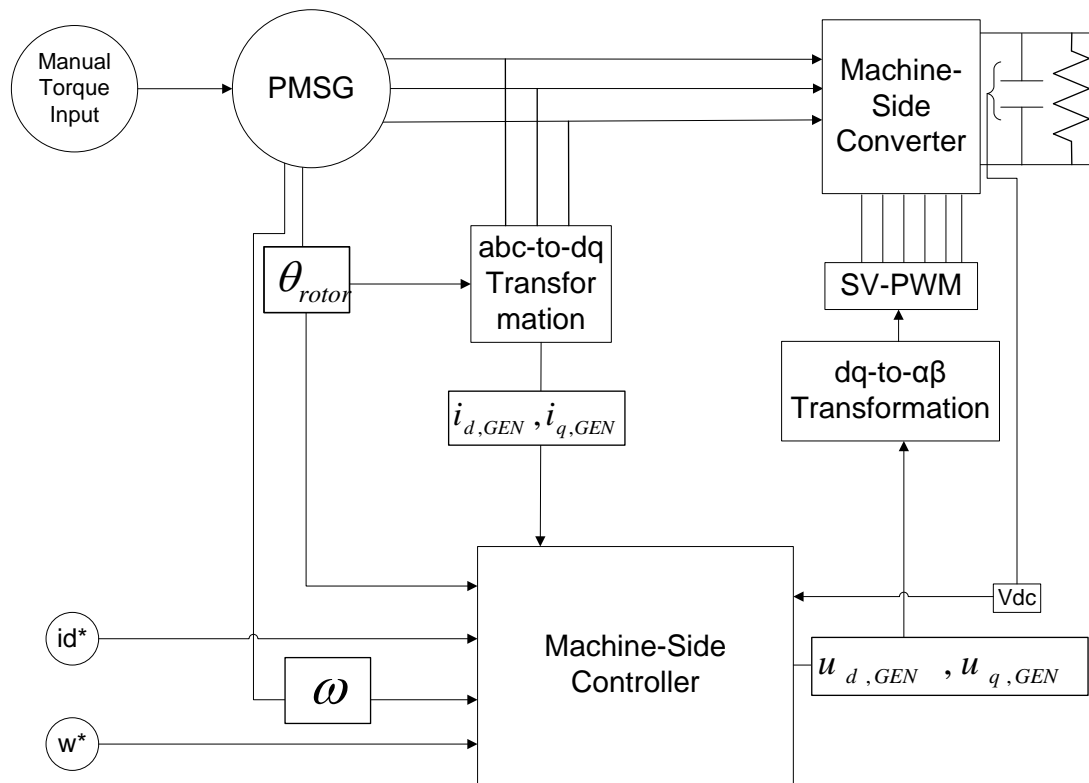 Manual
Torque
Input
PMSG
Machine-
Side
Converter
abc-to-dq
Transfor
mation
θrotor
SV-PWM
dq-to-αβ
Transformation
id,GEN , iq,GEN
Vdc
id*
Machine-Side
Controller
ud,GEN , uq,GEN
ω
w*